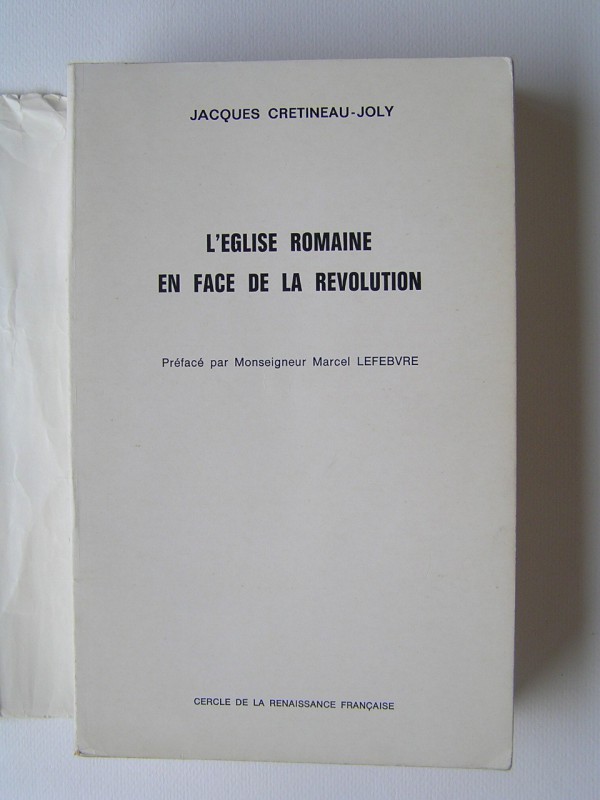 JACQUES CRETINEAU-JOLY
L'EGLISE ROMAINE
EN FACE DE LA REVOLUTION
Préfacé par Monseigneur Marcel LEFEBVRE
CERCLE DE LA RENAISSANCE FRANÇAISE